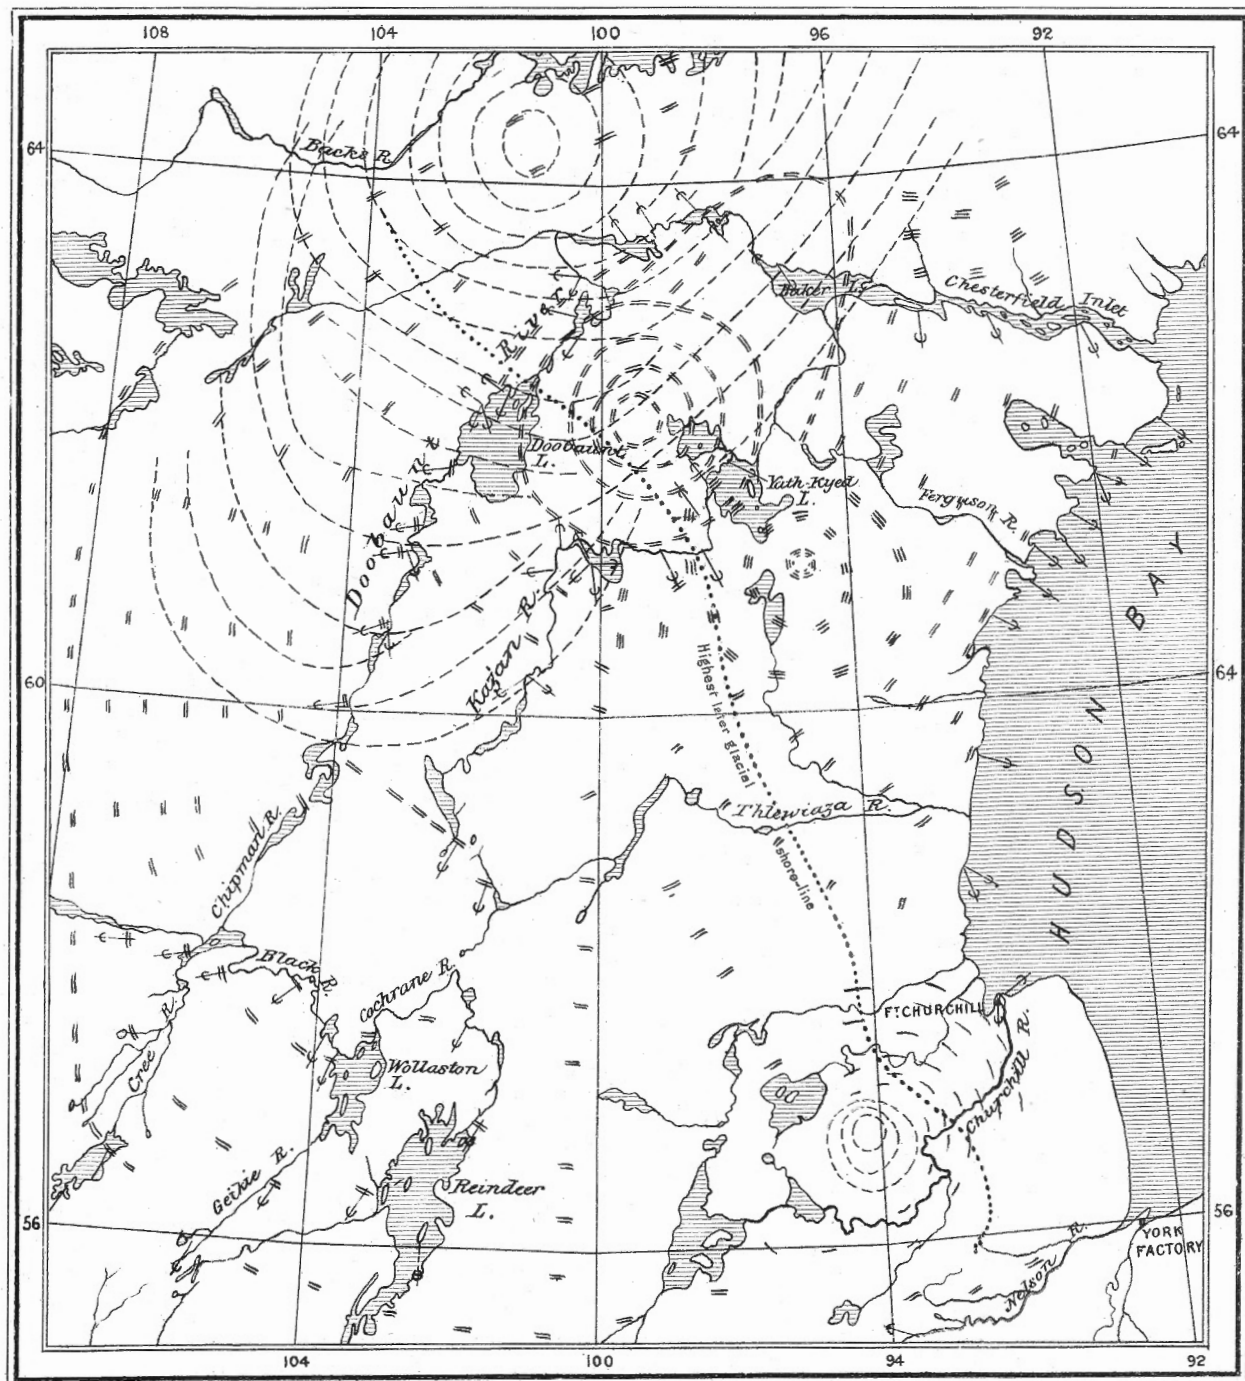 108 104 100 96 92
64 64
Backs R.
Baker L.
Chesterfield Inlet
River
Doobaunt
L.
Yath-Kyed
L.
Ferguson R.
Doobaunt
Kazan R.
HUDSON BAY
60 64
Highest later glacial
shore-line
Thlewiaza R.
Chipman R.
Black R.
Cochrane R.
Cree R.
FT CHURCHILL
Churchill R.
Wollaston
L.
Geikie R.
Reindeer
L.
56 56
YORK
FACTORY
Nelson R.
104 100 94 92